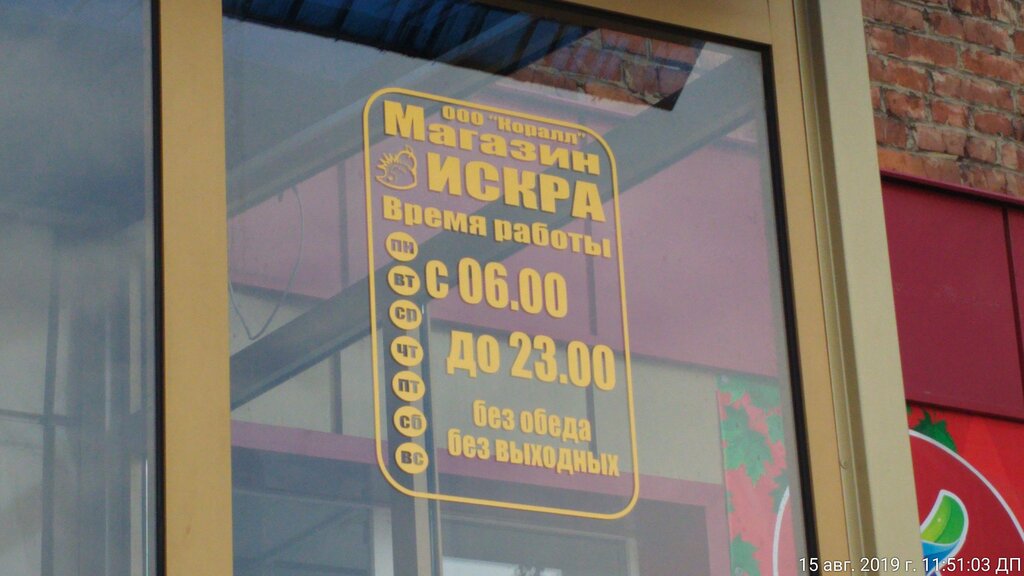 ООО "Коралл"
Магазин
ИСКРА
Время работы
пн
вт
ср
чт
пт
сб
вс
с 06.00
до 23.00
без обеда
без выходных
15 авг. 2019 г. 11:51:03 ДП